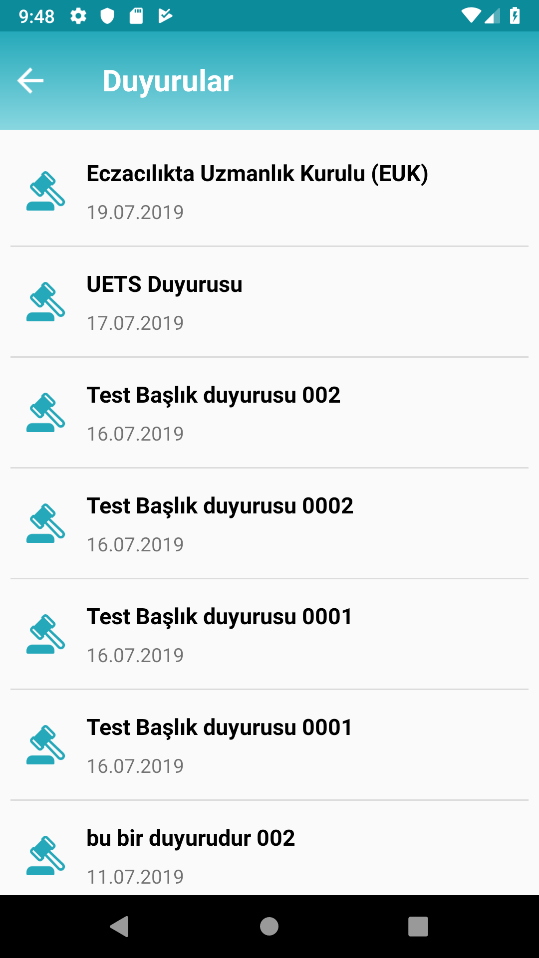 9:48
Duyurular
Eczacılıkta Uzmanlık Kurulu (EUK)
19.07.2019
UETS Duyurusu
17.07.2019
Test Başlık duyurusu 002
16.07.2019
Test Başlık duyurusu 0002
16.07.2019
Test Başlık duyurusu 0001
16.07.2019
Test Başlık duyurusu 0001
16.07.2019
bu bir duyurudur 002
11.07.2019